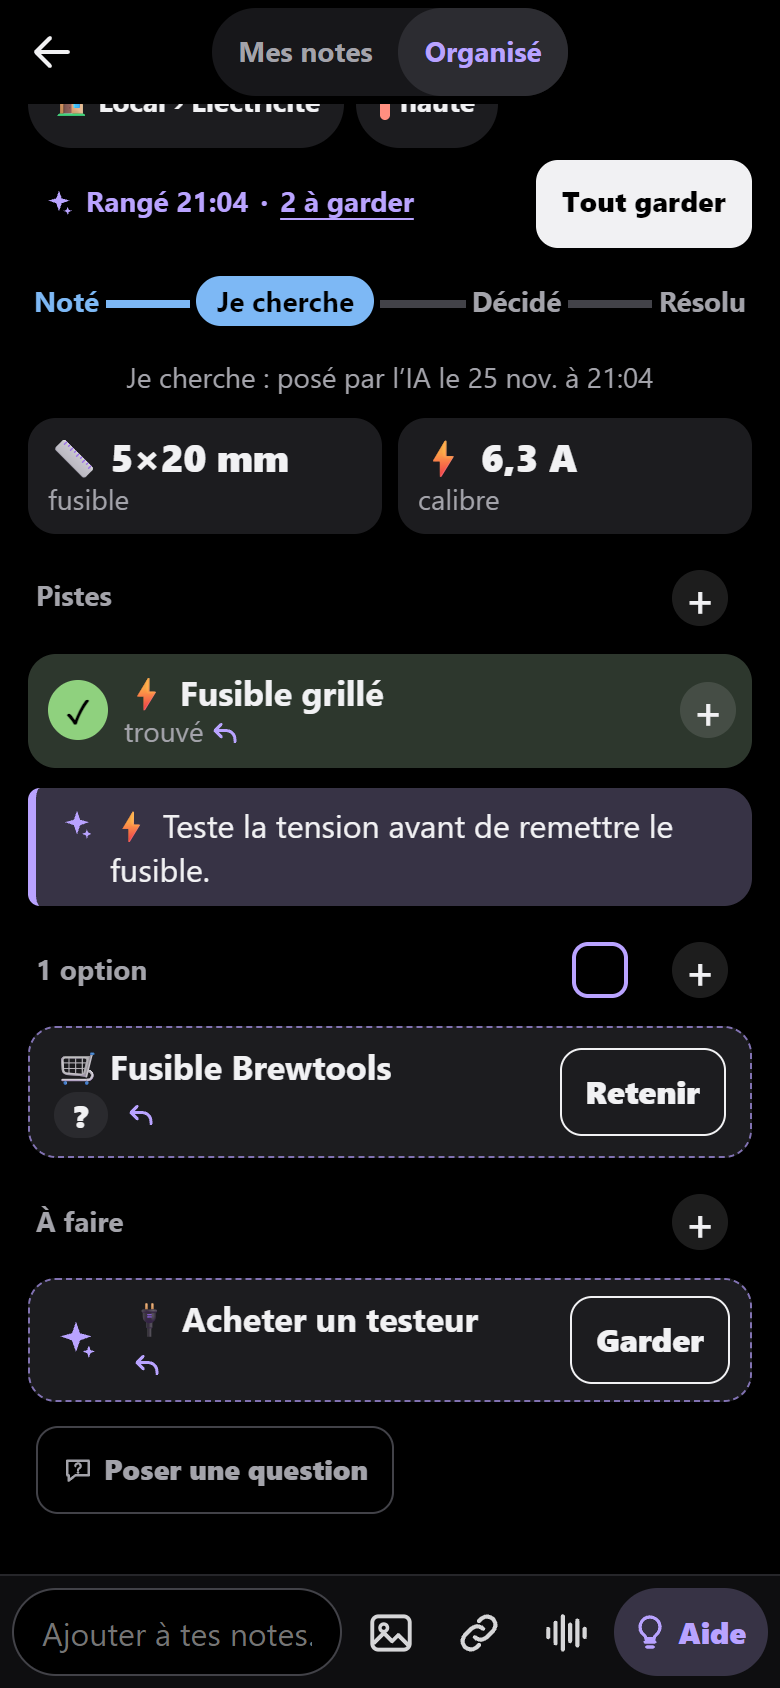 Mes notes
Organisé
Local › Électricité
haute
Rangé 21:04 · 2 à garder
Tout garder
Noté
Je cherche
Décidé
Résolu
Je cherche : posé par l’IA le 25 nov. à 21:04
5×20 mm
fusible
6,3 A
calibre
Pistes
Fusible grillé
trouvé
Teste la tension avant de remettre le
fusible.
1 option
Fusible Brewtools
?
Retenir
À faire
Acheter un testeur
Garder
Poser une question
Ajouter à tes notes.
Aide